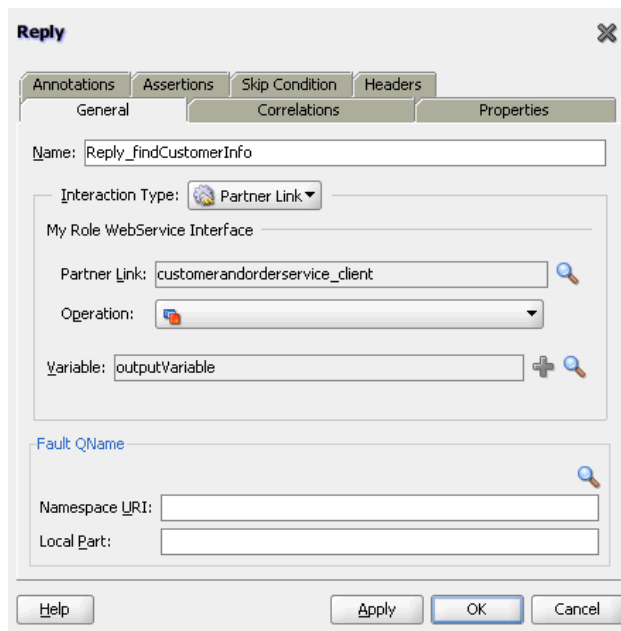 Reply
Annotations Assertions Skip Condition Headers
General Correlations Properties
Name: Reply_findCustomerInfo
Interaction Type: Partner Link
My Role WebService Interface
Partner Link: customerandorderservice_client
Operation:
Variable: outputVariable
Fault QName
Namespace URI:
Local Part:
Help Apply OK Cancel